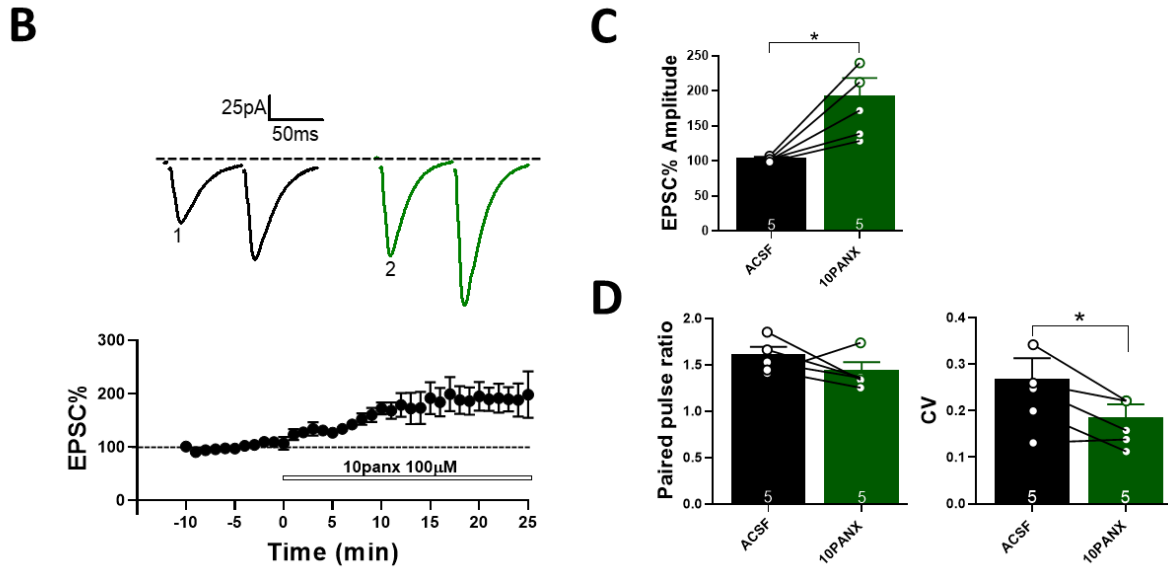 B
25pA
50ms
1
2
EPSC%
300
200
100
0
10panx 100μM
-10 -5 0 5 10 15 20 25
Time (min)
C
*
EPSC% Amplitude
250
200
150
100
50
0
5 5
ACSF 10PANX
D
Paired pulse ratio
2.0
1.5
1.0
0.5
0.0
5 5
ACSF 10PANX
*
CV
0.4
0.3
0.2
0.1
0.0
5 5
ACSF 10PANX